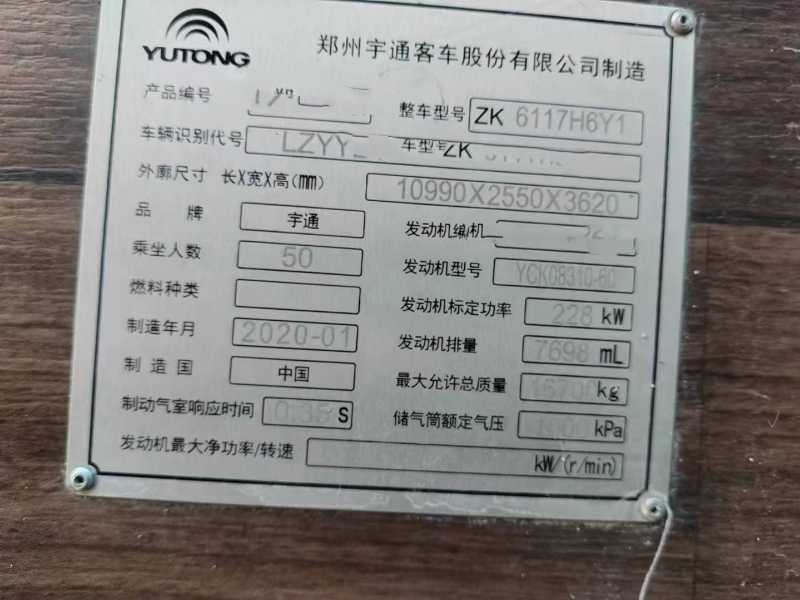 YUTONG 郑州宇通客车股份有限公司制造
产品编号 整车型号 ZK 6117H6Y1
车辆识别代号 LZYY 车型 ZK
外廓尺寸 长X宽X高(mm) 10990X2550X3620
品 牌 宇通 发动机编
乘坐人数 50 发动机型号 YCK08310-60
燃料种类 发动机标定功率 228 kW
制造年月 2020-01 发动机排量 7698 mL
制造国 中国 最大允许总质量 kg
制动气室响应时间 0.35 S 储气筒额定气压 kPa
发动机最大净功率/转速 kW/(r/min)